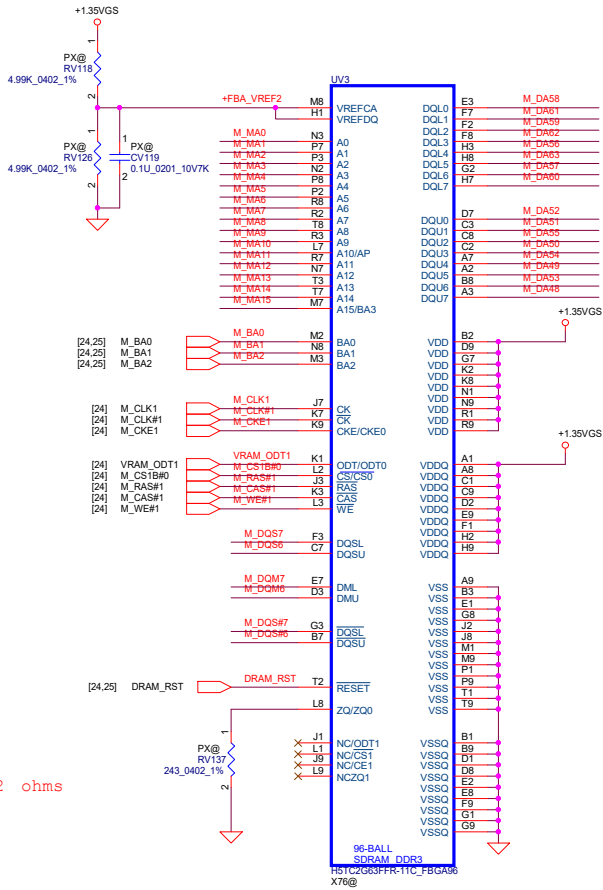 +1.35VGS
1
PX@
RV118
4.99K_0402_1%
2
+FBA_VREF2
PX@
RV126
4.99K_0402_1%
2
1
PX@
CV119
0.1U_0201_10V7K
2
UV3
M8 VREFCA
H1 VREFDQ
M_MA0 N3 A0
M_MA1 P7 A1
M_MA2 P3 A2
M_MA3 N2 A3
M_MA4 P8 A4
M_MA5 P2 A5
M_MA6 R8 A6
M_MA7 R2 A7
M_MA8 T8 A8
M_MA9 R3 A9
M_MA10 L7 A10/AP
M_MA11 R7 A11
M_MA12 N7 A12
M_MA13 T3 A13
M_MA14 T7 A14
M_MA15 M7 A15/BA3
[24,25] M_BA0 M_BA0 M2 BA0
[24,25] M_BA1 M_BA1 N8 BA1
[24,25] M_BA2 M_BA2 M3 BA2
[24] M_CLK1 M_CLK1 J7 CK
[24] M_CLK#1 M_CLK#1 K7 CK
[24] M_CKE1 M_CKE1 K9 CKE/CKE0
[24] VRAM_ODT1 VRAM_ODT1 K1 ODT/ODT0
[24] M_CS1B#0 M_CS1B#0 L2 CS/CS0
[24] M_RAS#1 M_RAS#1 J3 RAS
[24] M_CAS#1 M_CAS#1 K3 CAS
[24] M_WE#1 M_WE#1 L3 WE
M_DQS7 F3 DQSL
M_DQS6 C7 DQSU
M_DQM7 E7 DML
M_DQM6 D3 DMU
M_DQS#7 G3 DQSL
M_DQS#6 B7 DQSU
[24,25] DRAM_RST DRAM_RST T2 RESET
L8 ZQ/ZQ0
1
PX@
RV137
243_0402_1%
2
2 ohms
J1 NC/ODT1
L1 NC/CS1
J9 NC/CE1
L9 NCZQ1
DQL0 E3 M_DA58
DQL1 F7 M_DA61
DQL2 F2 M_DA59
DQL3 F8 M_DA62
DQL4 H3 M_DA56
DQL5 H8 M_DA63
DQL6 G2 M_DA57
DQL7 H7 M_DA60
DQU0 D7 M_DA52
DQU1 C3 M_DA51
DQU2 C8 M_DA55
DQU3 C2 M_DA50
DQU4 A7 M_DA54
DQU5 A2 M_DA49
DQU6 B8 M_DA53
DQU7 A3 M_DA48
+1.35VGS
VDD B2
VDD D9
VDD G7
VDD K2
VDD K8
VDD N1
VDD N9
VDD R1
VDD R9
+1.35VGS
VDDQ A1
VDDQ A8
VDDQ C1
VDDQ C9
VDDQ D2
VDDQ E9
VDDQ F1
VDDQ H2
VDDQ H9
VSS A9
VSS B3
VSS E1
VSS G8
VSS J2
VSS J8
VSS M1
VSS M9
VSS P1
VSS P9
VSS T1
VSS T9
VSSQ B1
VSSQ B9
VSSQ D1
VSSQ D8
VSSQ E2
VSSQ E8
VSSQ F9
VSSQ G1
VSSQ G9
96-BALL
SDRAM DDR3
H5TC2G63FFR-11C_FBGA96
X76@